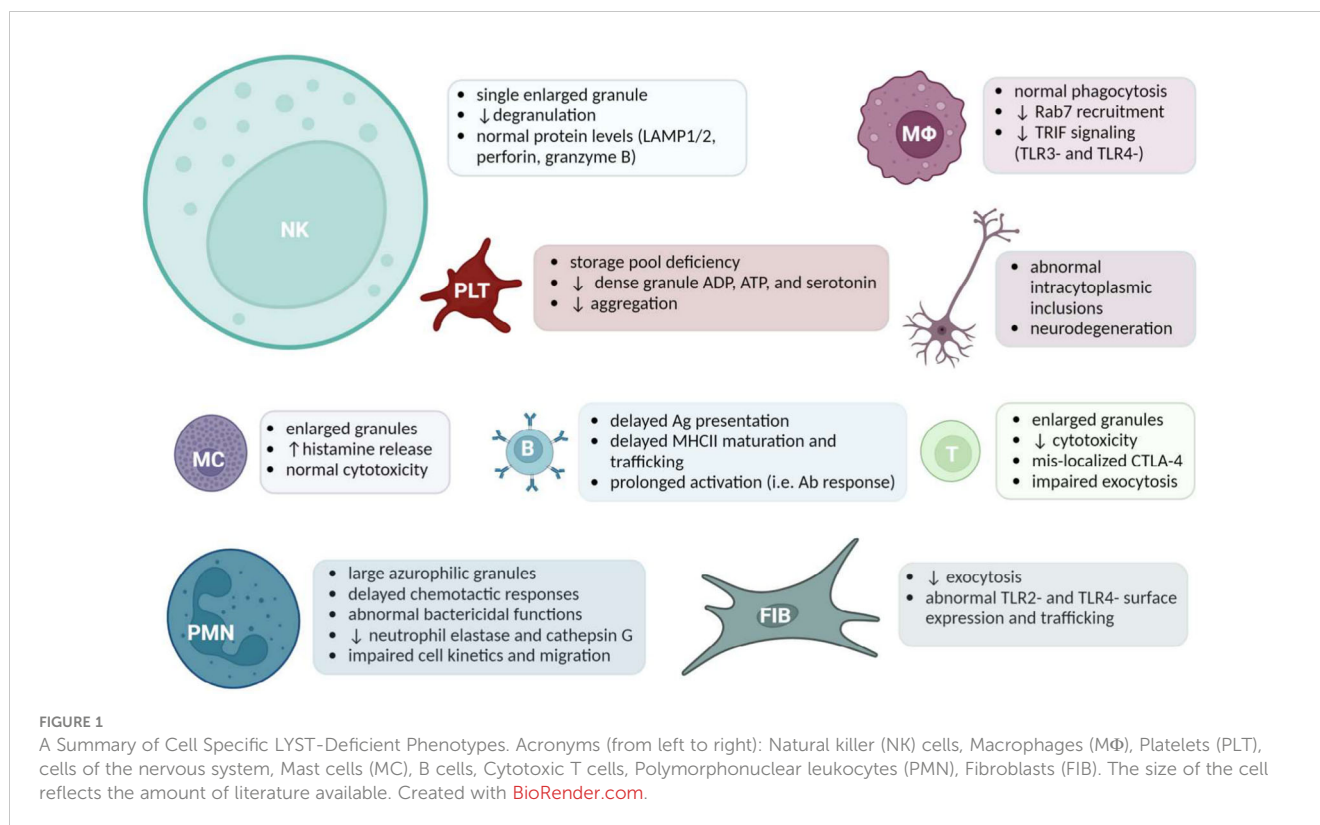 NK
• single enlarged granule
• ↓ degranulation
• normal protein levels (LAMP1/2,
perforin, granzyme B)
MΦ
• normal phagocytosis
• ↓ Rab7 recruitment
• ↓ TRIF signaling
(TLR3- and TLR4-)
PLT
• storage pool deficiency
• ↓ dense granule ADP, ATP, and serotonin
• ↓ aggregation
• abnormal
intracytoplasmic
inclusions
• neurodegeneration
MC
• enlarged granules
• ↑ histamine release
• normal cytotoxicity
B
• delayed Ag presentation
• delayed MHCII maturation and
trafficking
• prolonged activation (i.e. Ab response)
T
• enlarged granules
• ↓ cytotoxicity
• mis-localized CTLA-4
• impaired exocytosis
PMN
• large azurophilic granules
• delayed chemotactic responses
• abnormal bactericidal functions
• ↓ neutrophil elastase and cathepsin G
• impaired cell kinetics and migration
FIB
• ↓ exocytosis
• abnormal TLR2- and TLR4- surface
expression and trafficking
FIGURE 1
A Summary of Cell Specific LYST-Deficient Phenotypes. Acronyms (from left to right): Natural killer (NK) cells, Macrophages (MΦ), Platelets (PLT),
cells of the nervous system, Mast cells (MC), B cells, Cytotoxic T cells, Polymorphonuclear leukocytes (PMN), Fibroblasts (FIB). The size of the cell
reflects the amount of literature available. Created with BioRender.com.